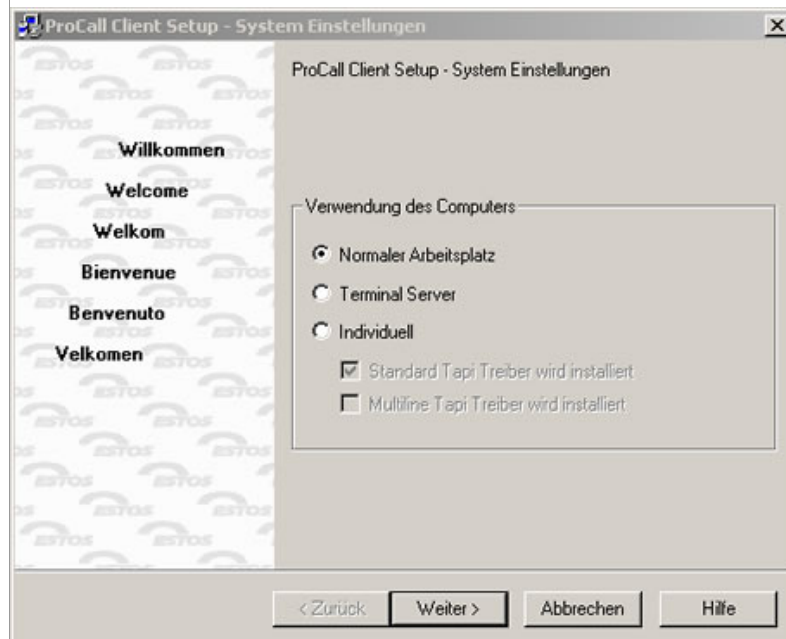 ProCall Client Setup - System Einstellungen
ProCall Client Setup - System Einstellungen
Willkommen
Welcome
Welkom
Bienvenue
Benvenuto
Velkomen
ESTOS
Verwendung des Computers
Normaler Arbeitsplatz
Terminal Server
Individuell
Standard Tapi Treiber wird installiert
Multiline Tapi Treiber wird installiert
< Zurück
Weiter >
Abbrechen
Hilfe